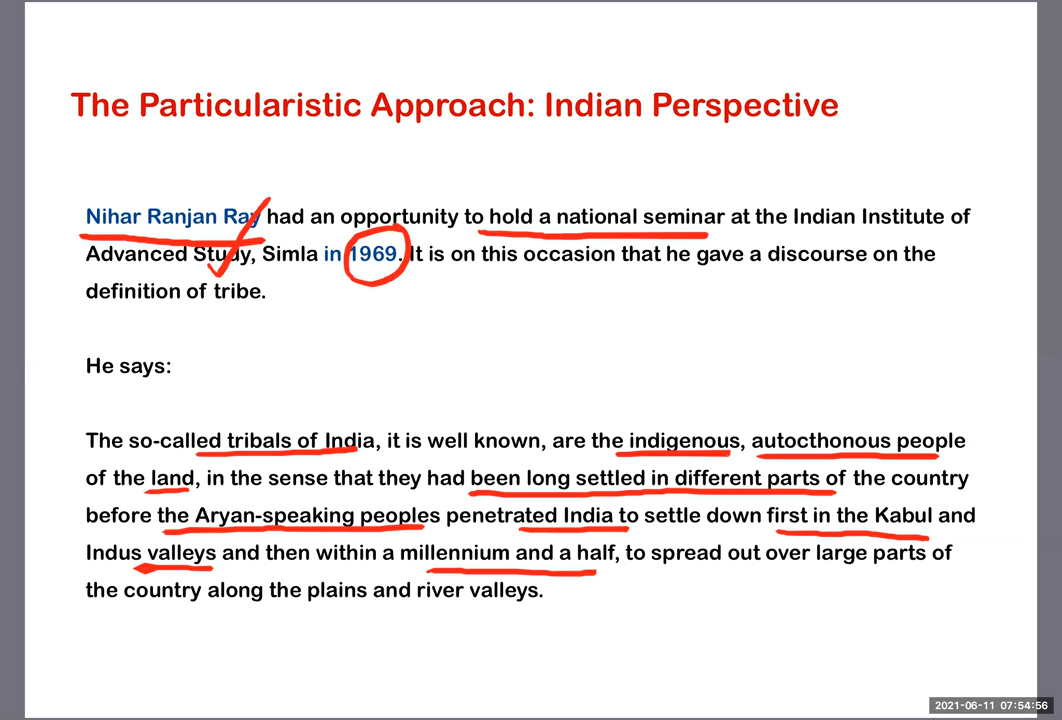 The Particularistic Approach: Indian Perspective
Nihar Ranjan Ray had an opportunity to hold a national seminar at the Indian Institute of
Advanced Study, Simla in 1969. It is on this occasion that he gave a discourse on the
definition of tribe.
He says:
The so-called tribals of India, it is well known, are the indigenous, autocthonous people
of the land, in the sense that they had been long settled in different parts of the country
before the Aryan-speaking peoples penetrated India to settle down first in the Kabul and
Indus valleys and then within a millennium and a half, to spread out over large parts of
the country along the plains and river valleys.
2021-06-11 07:54:56